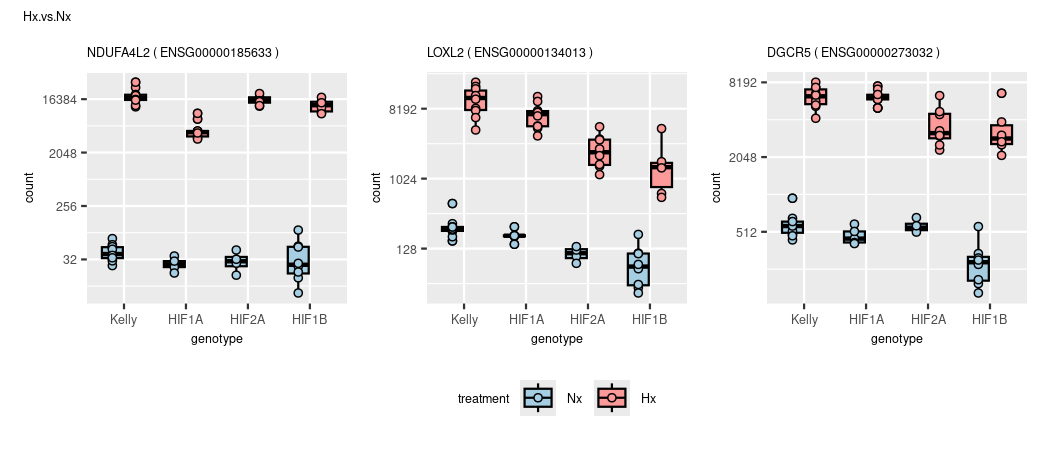 Hx.vs.Nx
NDUFA4L2 ( ENSG00000185633 )
16384
2048
256
32
count
Kelly HIF1A HIF2A HIF1B
genotype
LOXL2 ( ENSG00000134013 )
8192
1024
128
count
Kelly HIF1A HIF2A HIF1B
genotype
DGCR5 ( ENSG00000273032 )
8192
2048
512
count
Kelly HIF1A HIF2A HIF1B
genotype
treatment Nx Hx